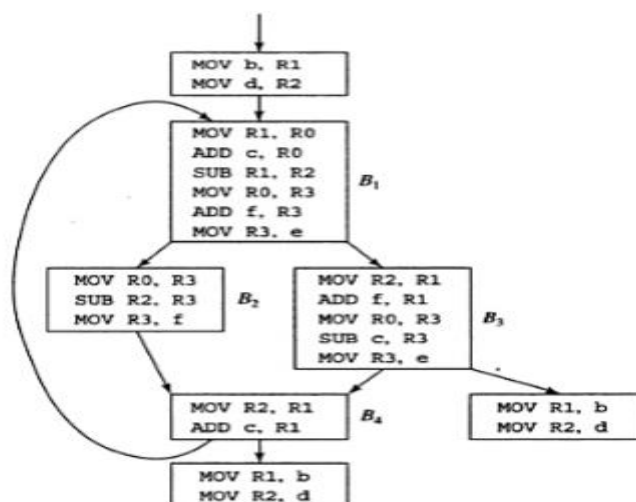 MOV b, R1
MOV d, R2
MOV R1, R0
ADD c, R0
SUB R1, R2
MOV R0, R3
ADD f, R3
MOV R3, e
B1
MOV R0, R3
SUB R2, R3
MOV R3, f
B2
MOV R2, R1
ADD f, R1
MOV R0, R3
SUB c, R3
MOV R3, e
B3
MOV R2, R1
ADD c, R1
B4
MOV R1, b
MOV R2, d
MOV R1, b
MOV R2, d